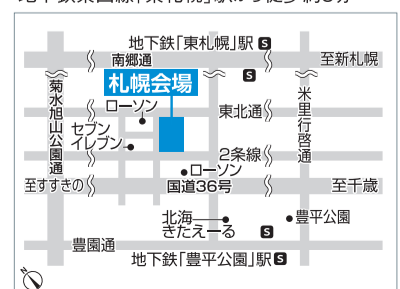 地下鉄「東札幌」駅 S
南郷通
至新札幌
S
札幌会場
菊水旭山公園通
ローソン
東北通
米里行啓通
セブン
イレブン
2条線
ローソン
至すすきの
国道36号
至千歳
北海
きたえーる
S
豊平公園
豊園通
地下鉄「豊平公園」駅 S